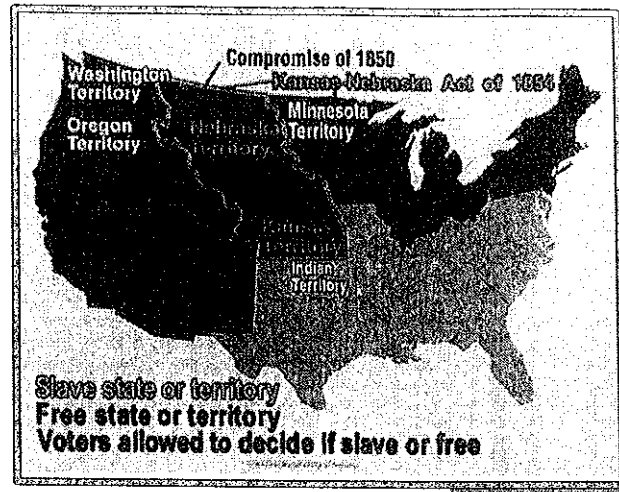 Compromise of 1850
Kansas-Nebraska Act of 1854
Washington
Territory
Oregon
Territory
Nebraska
Territory
Minnesota
Territory
Kansas
Territory
Indian
Territory
Slave state or territory
Free state or territory
Voters allowed to decide if slave or free